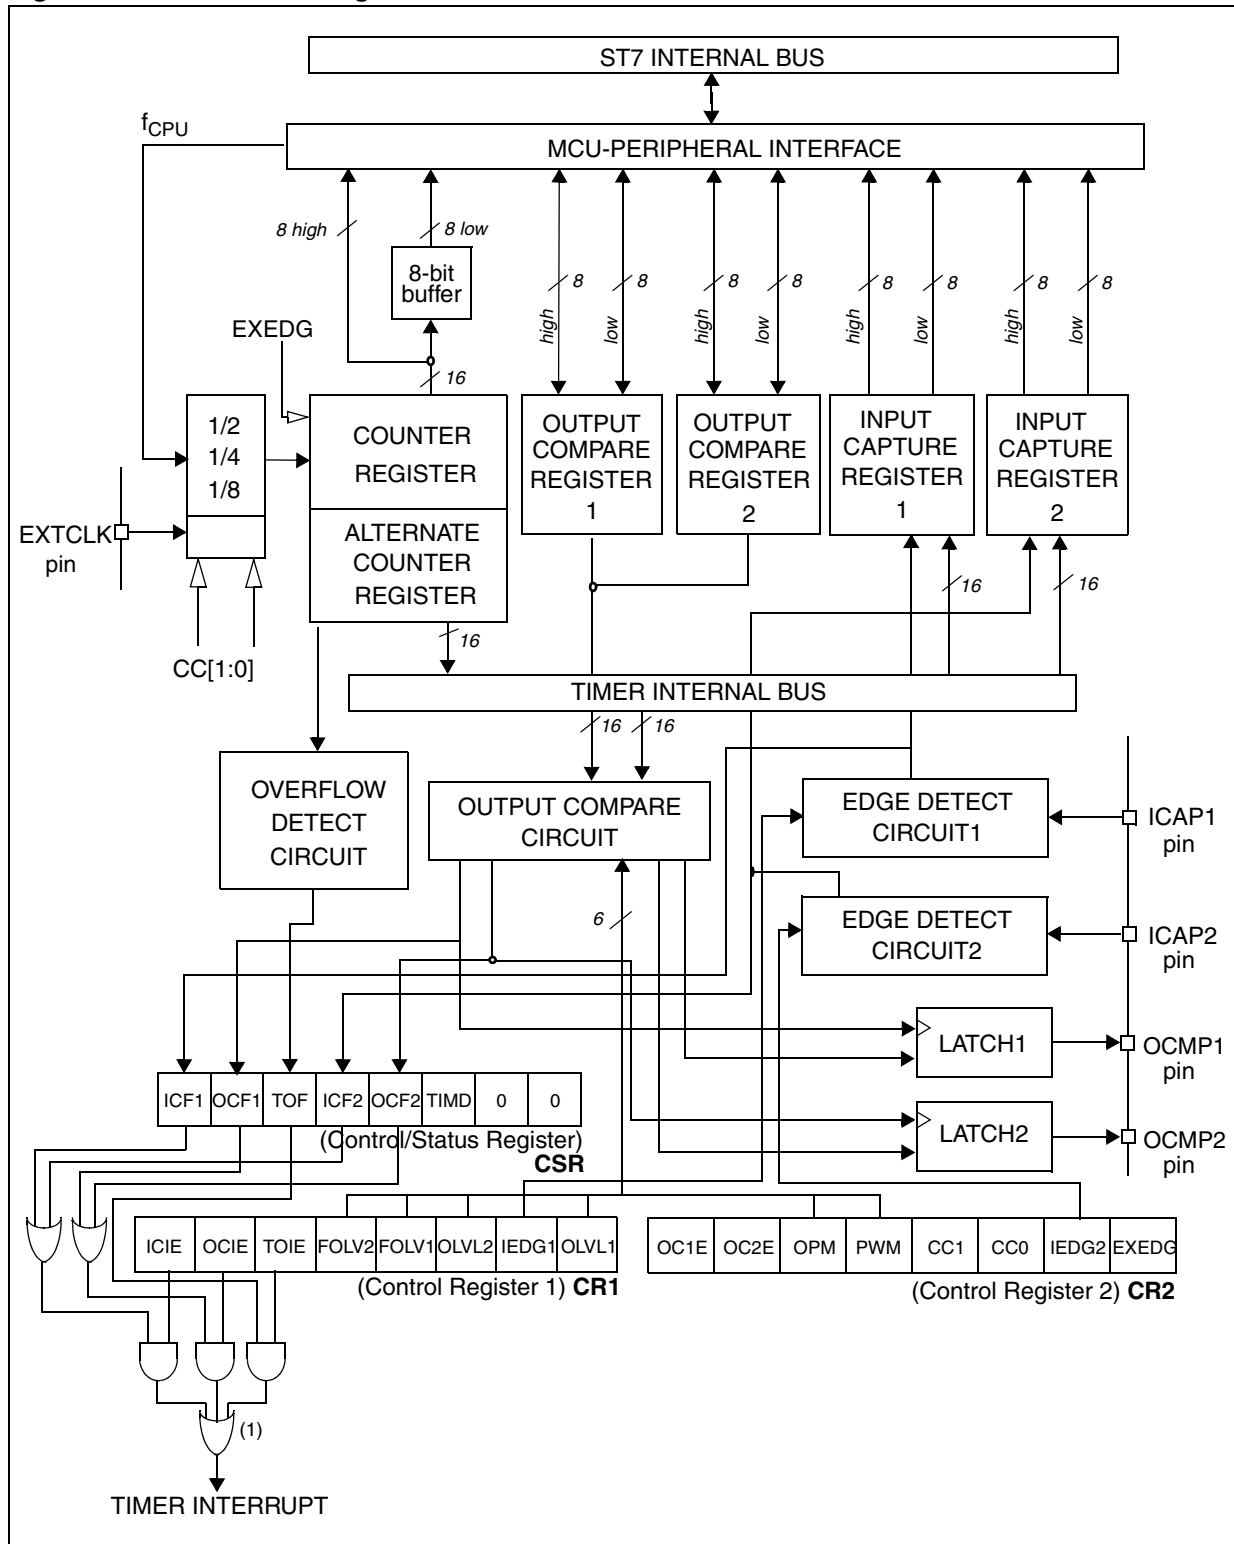 ST7 INTERNAL BUS
fCPU
MCU-PERIPHERAL INTERFACE
8 high
8 low
8-bit
buffer
8
8
8
8
8
8
8
8
high
low
high
low
high
low
high
low
EXEDG
16
1/2
1/4
1/8
COUNTER
REGISTER
ALTERNATE
COUNTER
REGISTER
OUTPUT
COMPARE
REGISTER
1
OUTPUT
COMPARE
REGISTER
2
INPUT
CAPTURE
REGISTER
1
INPUT
CAPTURE
REGISTER
2
EXTCLK
pin
CC[1:0]
16
16
16
TIMER INTERNAL BUS
16
16
OVERFLOW
DETECT
CIRCUIT
OUTPUT COMPARE
CIRCUIT
EDGE DETECT
CIRCUIT1
ICAP1
pin
6
EDGE DETECT
CIRCUIT2
ICAP2
pin
LATCH1
OCMP1
pin
LATCH2
OCMP2
pin
ICF1 OCF1 TOF ICF2 OCF2 TIMD 0 0
(Control/Status Register)
CSR
ICIE OCIE TOIE FOLV2 FOLV1 OLVL2 IEDG1 OLVL1
(Control Register 1) CR1
OC1E OC2E OPM PWM CC1 CC0 IEDG2 EXEDG
(Control Register 2) CR2
(1)
TIMER INTERRUPT